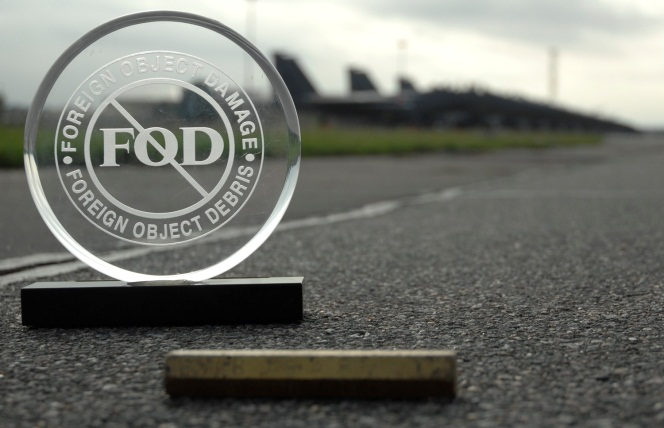 FOREIGN OBJECT DAMAGE
FOD
FOREIGN OBJECT DEBRIS